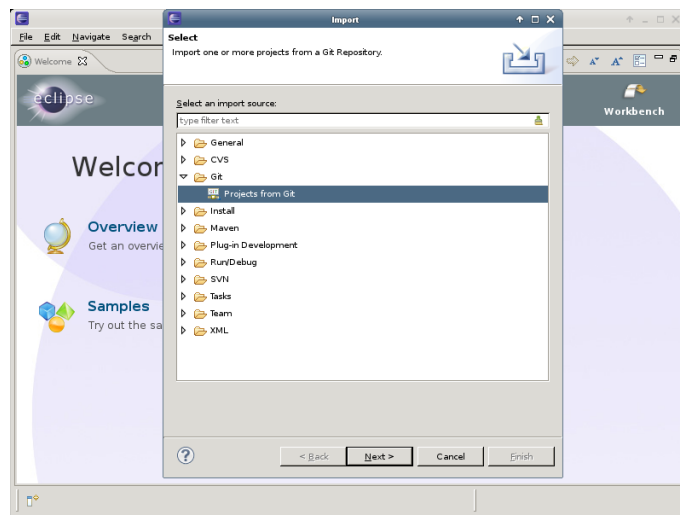 Import
File Edit Navigate Search
Select
Import one or more projects from a Git Repository.
Welcome
eclipse
Workbench
Select an import source:
type filter text
General
CVS
Git
Projects from Git
Install
Maven
Plug-in Development
Run/Debug
SVN
Tasks
Team
XML
Welcor
Overview
Get an overvie
Samples
Try out the sa
< Back Next > Cancel Finish